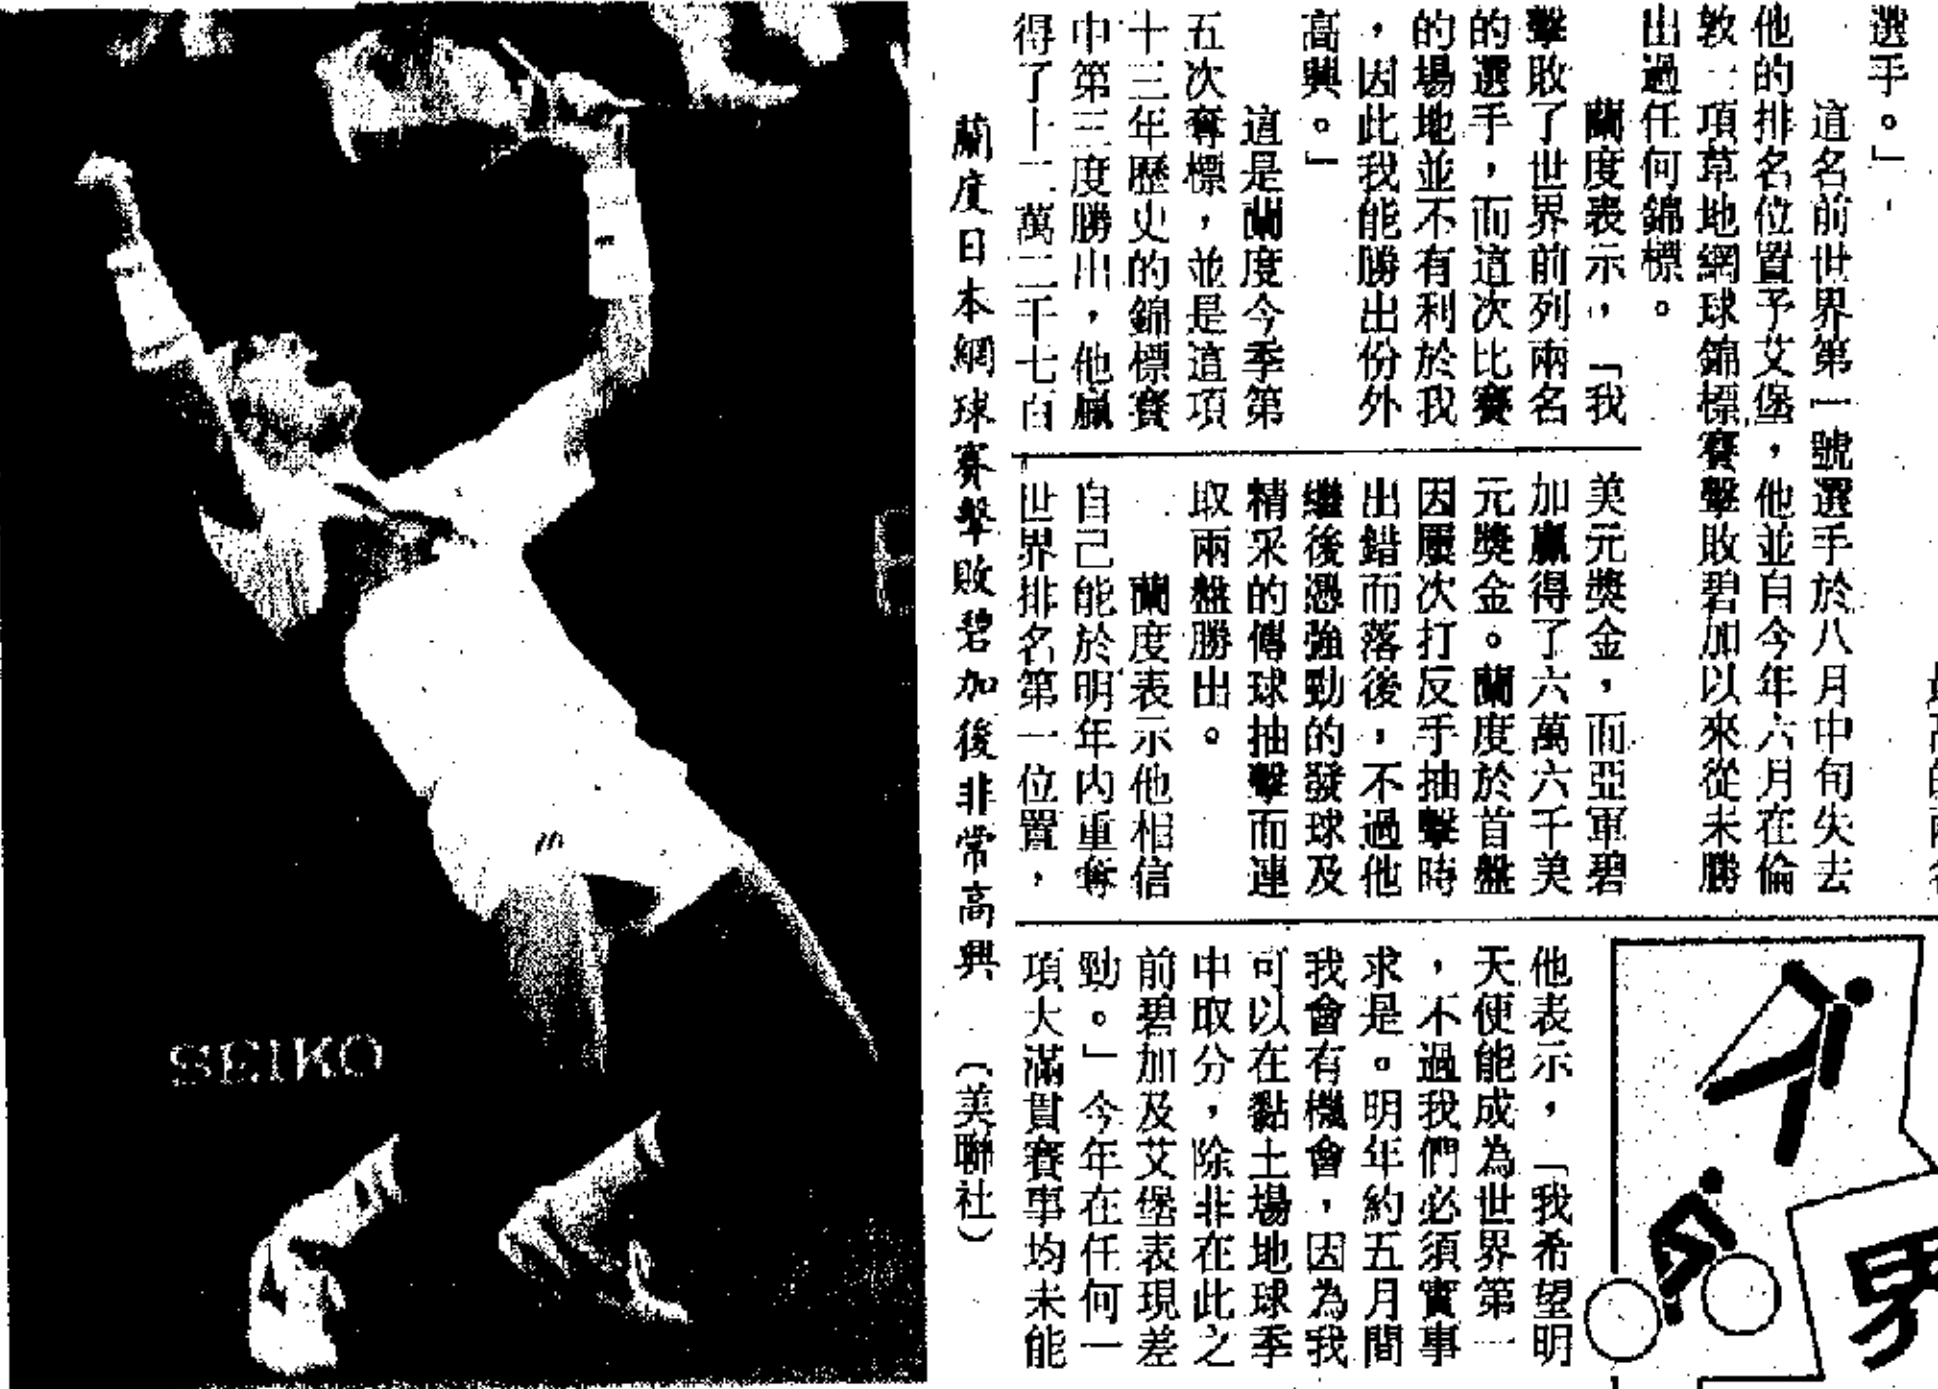 選手。」
這名前世界第一號選手於八月中旬失去
他的排名位置予艾堡，他並自今年六月在倫
敦一項草地網球錦標賽擊敗碧加以來從未勝
出過任何錦標。
蘭度表示，「我
擊敗了世界前列兩名
的選手，而這次比賽
的場地並不有利於我
，因此我能勝出份外
高興。」
這是蘭度今季第
五次奪標，並是這項
十三年歷史的錦標賽
中第三度勝出，他贏
得了十二萬二千七百
美元獎金，而亞軍碧
加贏得了六萬六千美
元獎金。蘭度於首盤
因屢次打反手抽擊時
出錯而落後，不過他
繼後憑強勁的發球及
精采的傅球抽擊而連
取兩盤勝出。
蘭度表示他相信
自己能於明年內重奪
世界排名第一位置，
他表示，「我希望明
天便能成為世界第一
，不過我們必須實事
求是。明年約五月間
我會有機會，因為我
可以在黏土場地球季
中取分，除非在此之
前碧加及艾堡表現差
勁。」今年在任何一
項大滿貫賽事均未能
蘭度日本網球賽擊敗碧加後非常高興 （美聯社）
SEIKO
界